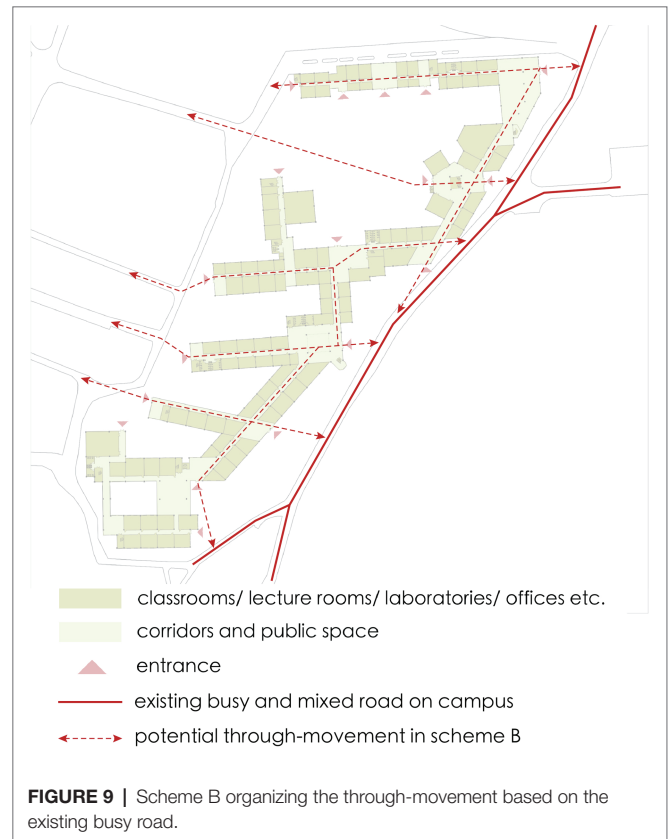 classrooms/ lecture rooms/ laboratories/ offices etc.
corridors and public space
entrance
existing busy and mixed road on campus
potential through-movement in scheme B
FIGURE 9 | Scheme B organizing the through-movement based on the
existing busy road.